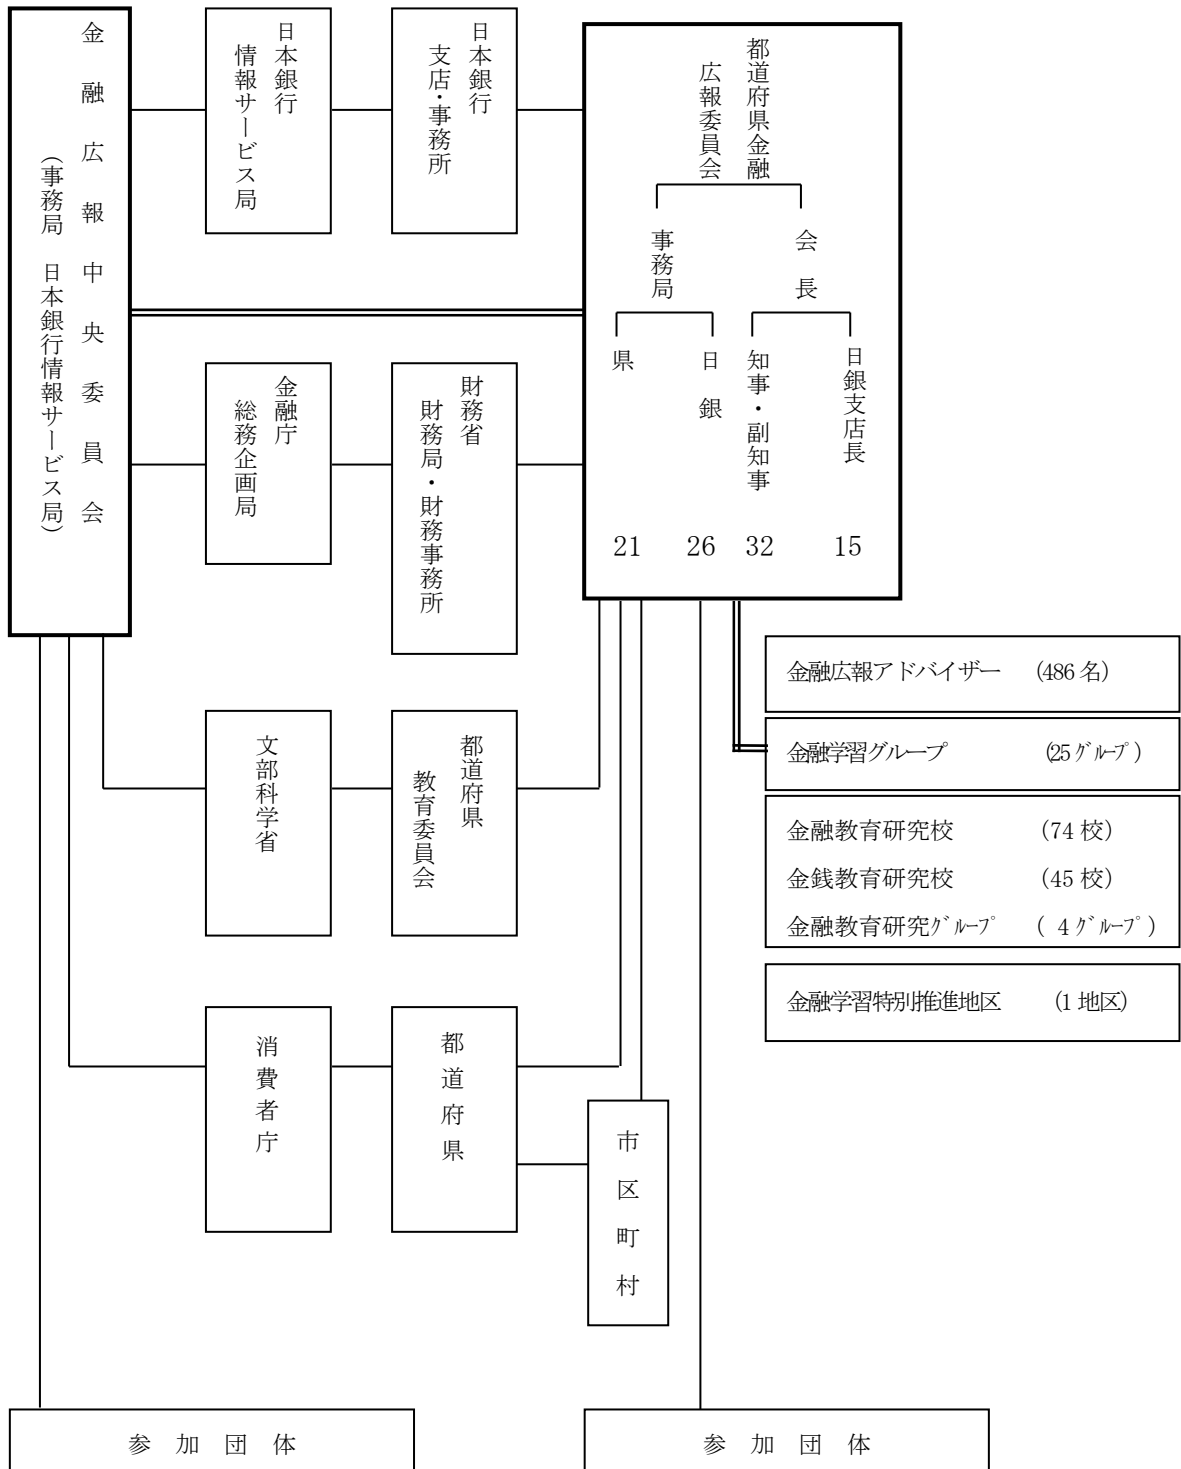 金融広報中央委員会
(事務局 日本銀行情報サービス局)
日本銀行
情報サービス局
日本銀行
支店・事務所
都道府県金融
広報委員会
事務局
会長
県
日銀
知事・副知事
日銀支店長
21 26 32 15
金融庁
総務企画局
財務省
財務局・財務事務所
文部科学省
都道府県
教育委員会
消費者庁
都道府県
市区町村
金融広報アドバイザー (486名)
金融学習グループ (25グループ)
金融教育研究校 (74校)
金銭教育研究校 (45校)
金融教育研究グループ ( 4グループ)
金融学習特別推進地区 (1地区)
参加団体
参加団体